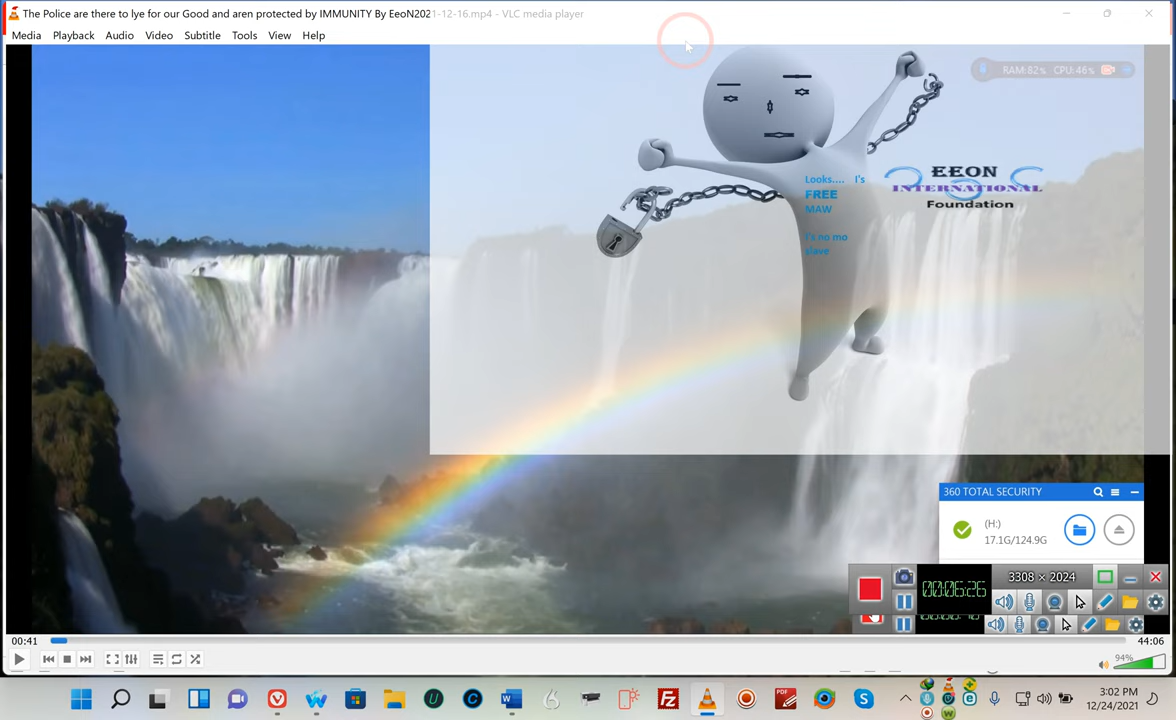 The Police are there to lye for our Good and aren protected by IMMUNITY By EeoN2021-12-16.mp4 - VLC media player
Media Playback Audio Video Subtitle Tools View Help
RAM:82% CPU:46%
Looks.... I's
FREE
MAW
I's no mo
slave
EEON
INTERNATIONAL
Foundation
360 TOTAL SECURITY
(H:)
17.1G/124.9G
3308 × 2024
00:06:26
00:41
44:06
94%
3:02 PM
12/24/2021